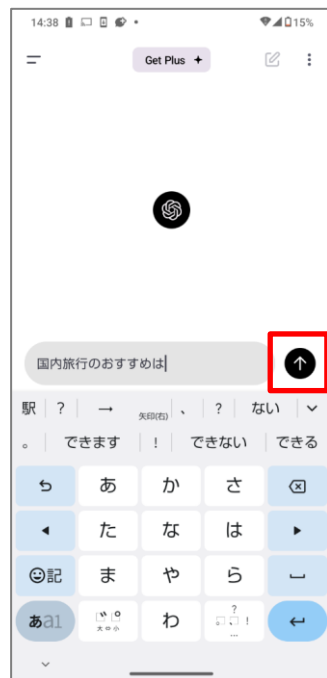 14:38 15%
Get Plus +
国内旅行のおすすめは
駅 ? → 矢印(右) 、 ? ない
。 できます ! できない できる
あ か さ
た な は
記 ま や ら
あa1 大⇔小 わ ? ! …